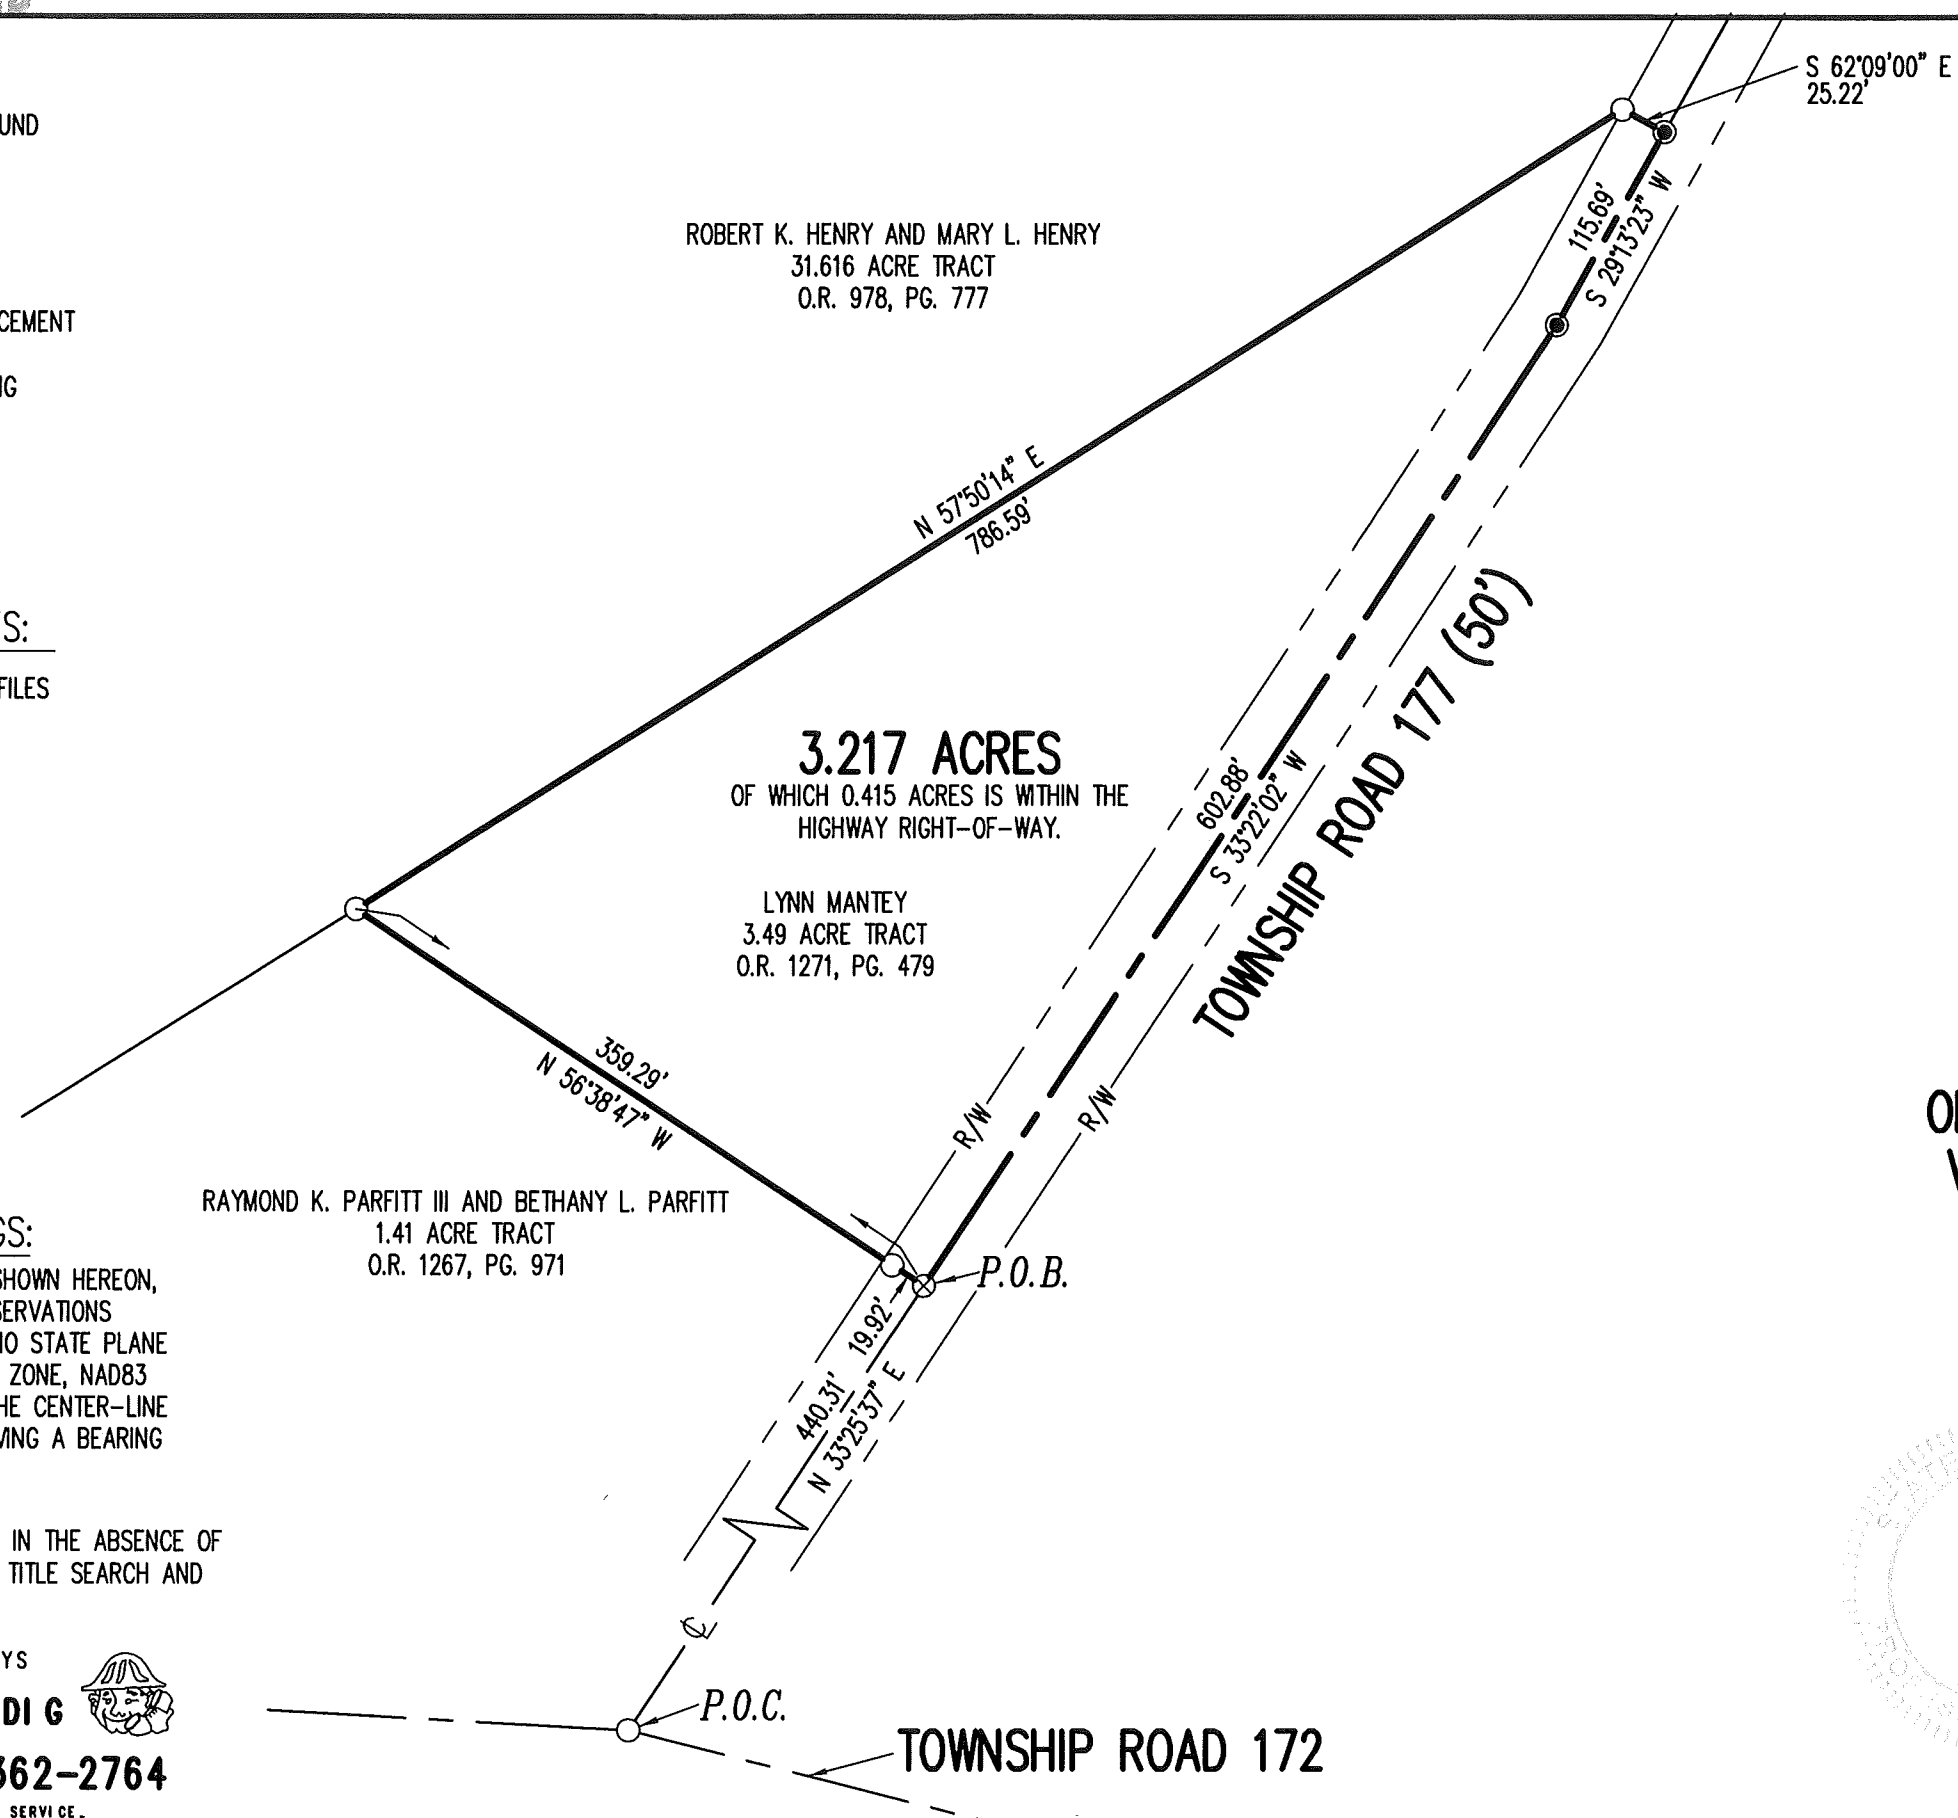 S 62°09'00" E
25.22'
UND
ROBERT K. HENRY AND MARY L. HENRY
31.616 ACRE TRACT
O.R. 978, PG. 777
115.69'
S 29°13'23" W
CEMENT
G
N 57°50'14" E
786.59'
S:
FILES
3.217 ACRES
OF WHICH 0.415 ACRES IS WITHIN THE
HIGHWAY RIGHT-OF-WAY.
602.88'
S 33°22'02" W
TOWNSHIP ROAD 177 (50')
LYNN MANTEY
3.49 ACRE TRACT
O.R. 1271, PG. 479
359.29'
N 56°38'47" W
R/W
R/W
RAYMOND K. PARFITT III AND BETHANY L. PARFITT
1.41 ACRE TRACT
O.R. 1267, PG. 971
P.O.B.
19.92'
440.31'
N 33°25'37" E
GS:
SHOWN HEREON,
SERVATIONS
IO STATE PLANE
ZONE, NAD83
HE CENTER-LINE
VING A BEARING
IN THE ABSENCE OF
TITLE SEARCH AND
YS
DIG
362-2764
SERVICE.
℄
P.O.C.
TOWNSHIP ROAD 172